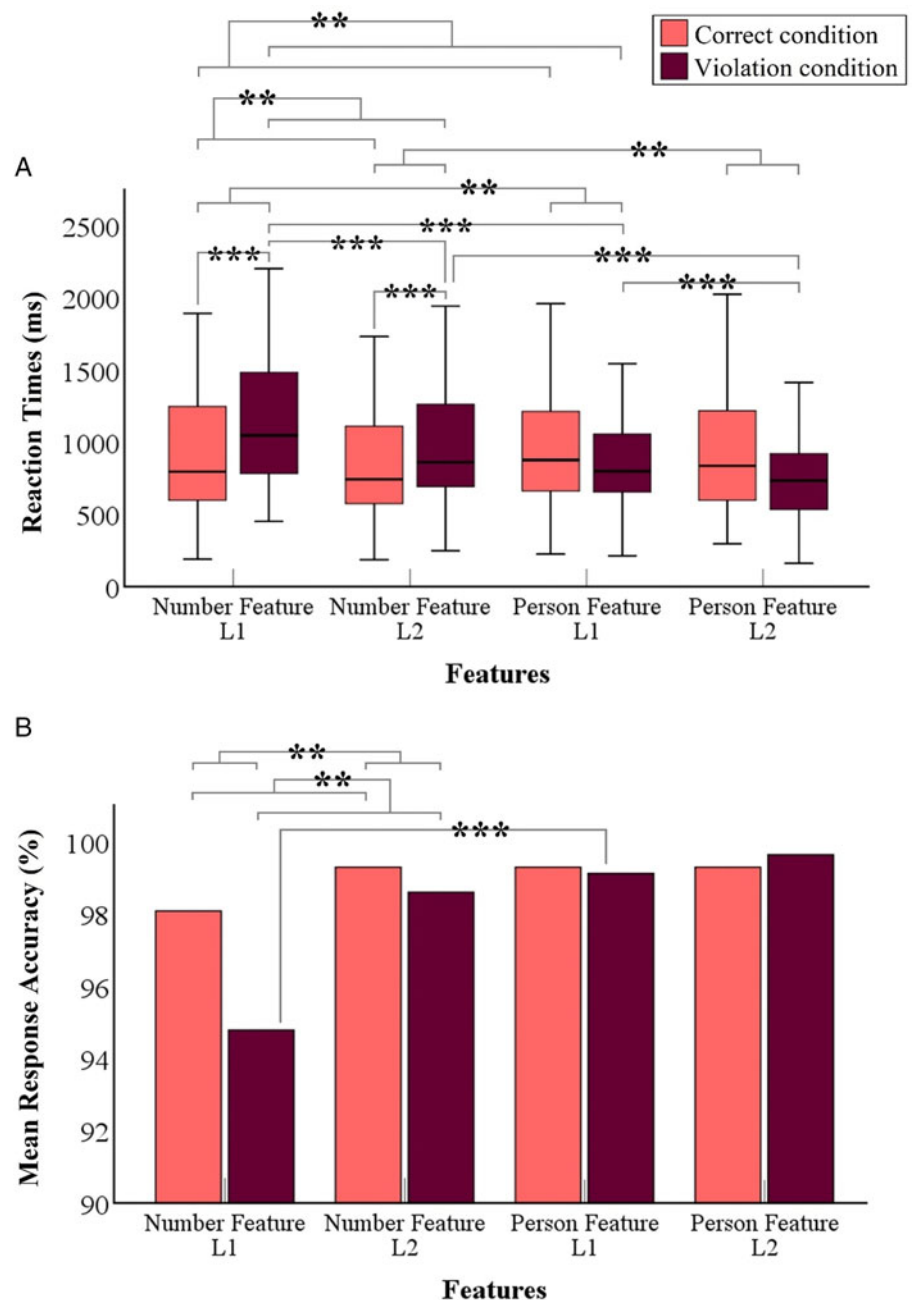 **
Correct condition
Violation condition
**
**
A
**
2500
***
***
***
***
2000
***
***
1500
1000
500
0
Reaction Times (ms)
Number Feature Number Feature Person Feature Person Feature
L1 L2 L1 L2
Features
B
**
**
***
100
98
96
94
92
90
Mean Response Accuracy (%)
Number Feature Number Feature Person Feature Person Feature
L1 L2 L1 L2
Features